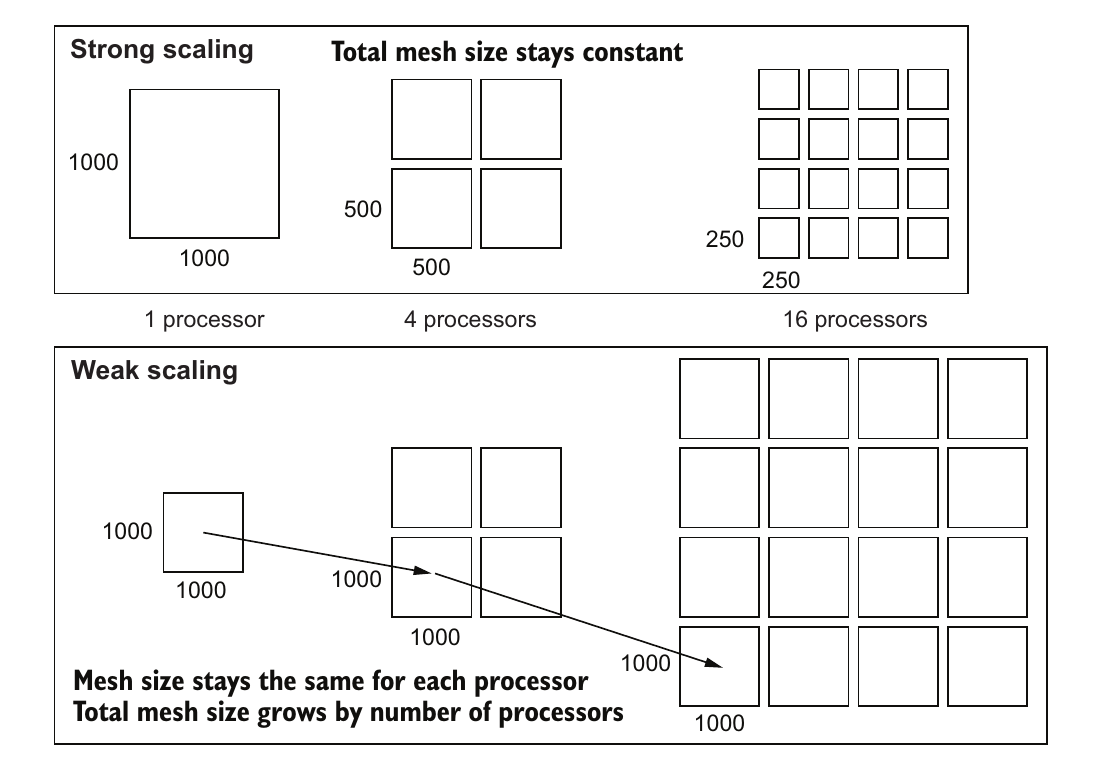 Strong scaling
Total mesh size stays constant
1000
1000
500
500
250
250
1 processor
4 processors
16 processors
Weak scaling
1000
1000
1000
1000
1000
1000
Mesh size stays the same for each processor
Total mesh size grows by number of processors